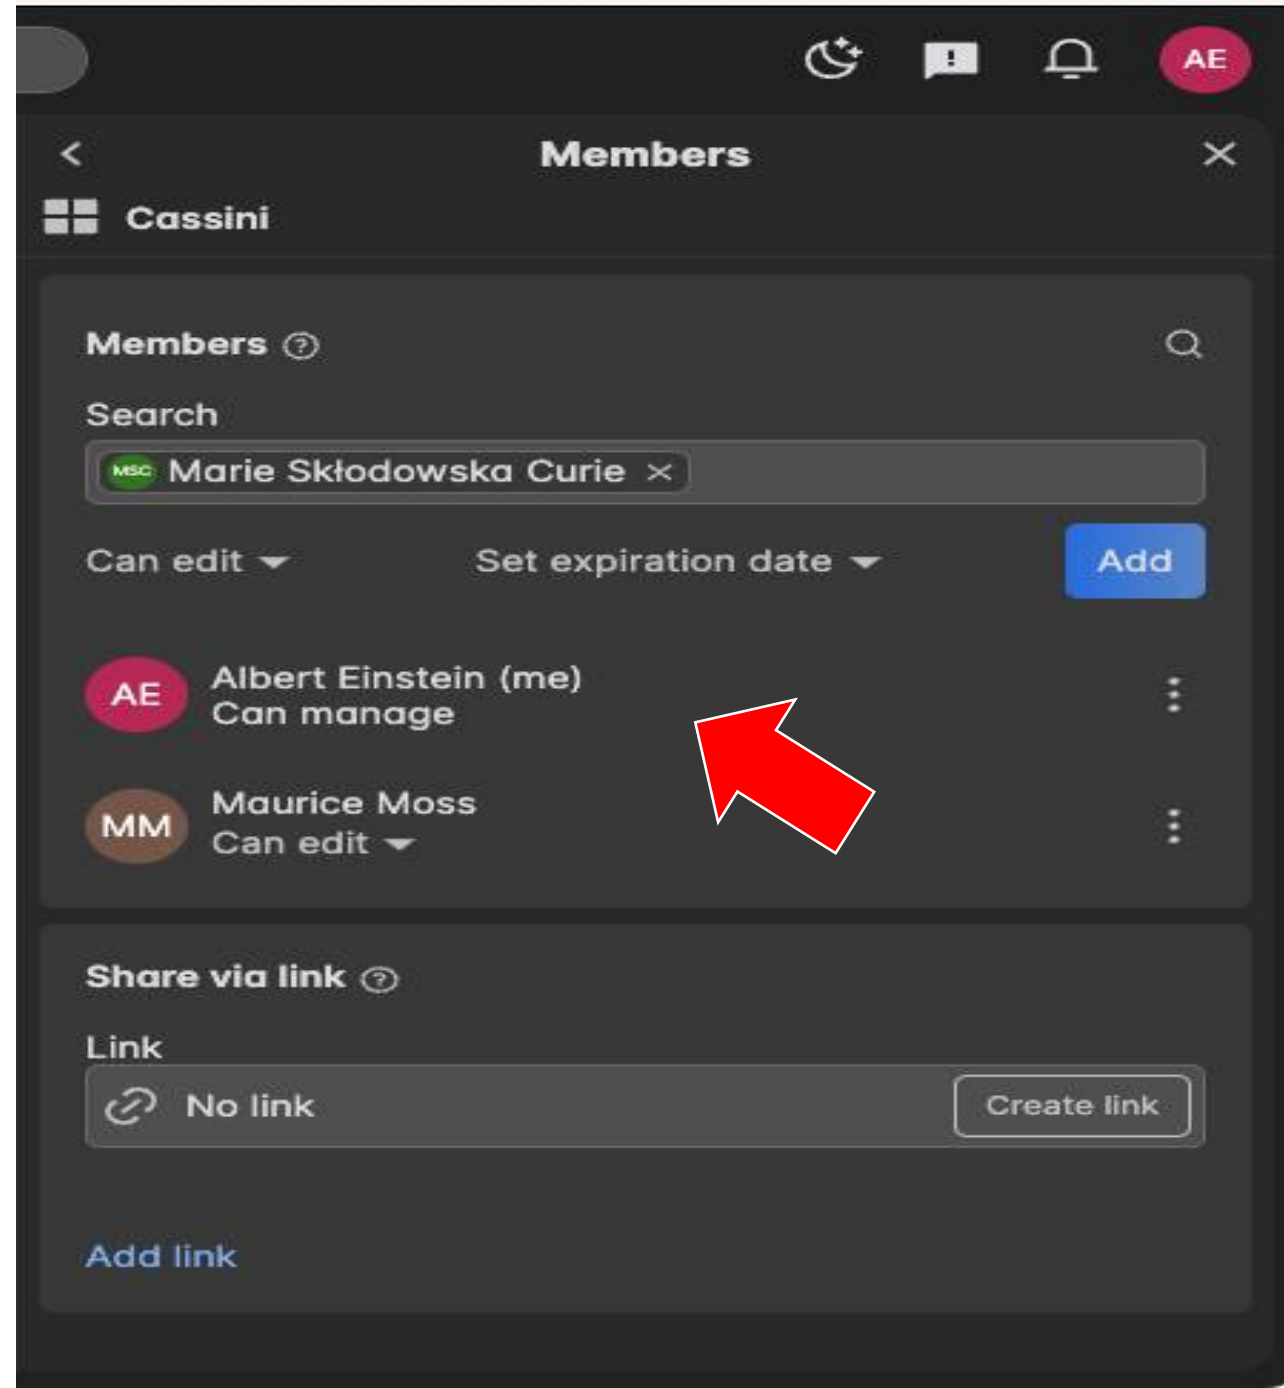 AE
Members
Cassini
Members
Search
MSC Marie Skłodowska Curie
Can edit Set expiration date Add
AE Albert Einstein (me)
Can manage
MM Maurice Moss
Can edit
Share via link
Link
No link Create link
Add link